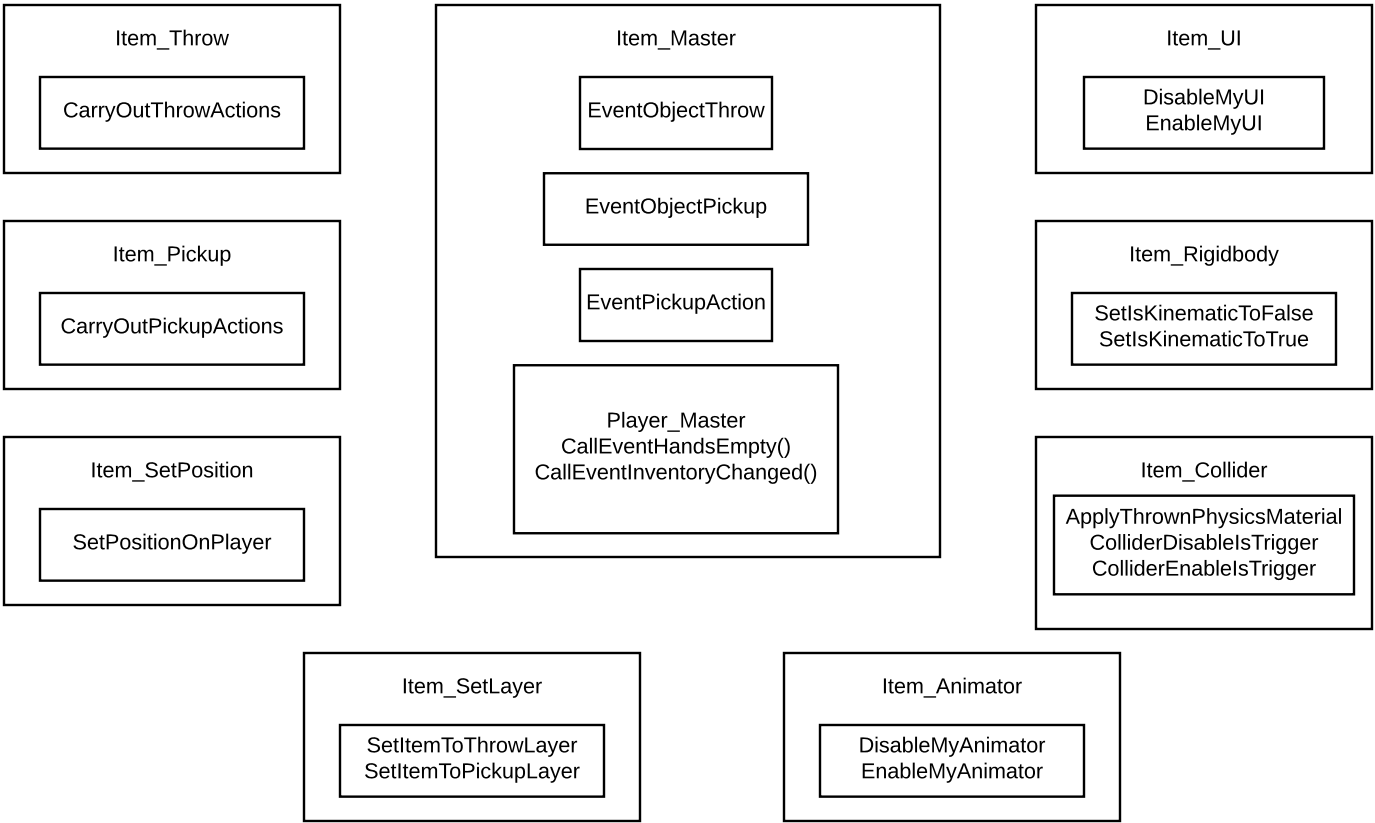 Item_Throw
CarryOutThrowActions
Item_Pickup
CarryOutPickupActions
Item_SetPosition
SetPositionOnPlayer
Item_Master
EventObjectThrow
EventObjectPickup
EventPickupAction
Player_Master
CallEventHandsEmpty()
CallEventInventoryChanged()
Item_UI
DisableMyUI
EnableMyUI
Item_Rigidbody
SetIsKinematicToFalse
SetIsKinematicToTrue
Item_Collider
ApplyThrownPhysicsMaterial
ColliderDisableIsTrigger
ColliderEnableIsTrigger
Item_SetLayer
SetItemToThrowLayer
SetItemToPickupLayer
Item_Animator
DisableMyAnimator
EnableMyAnimator